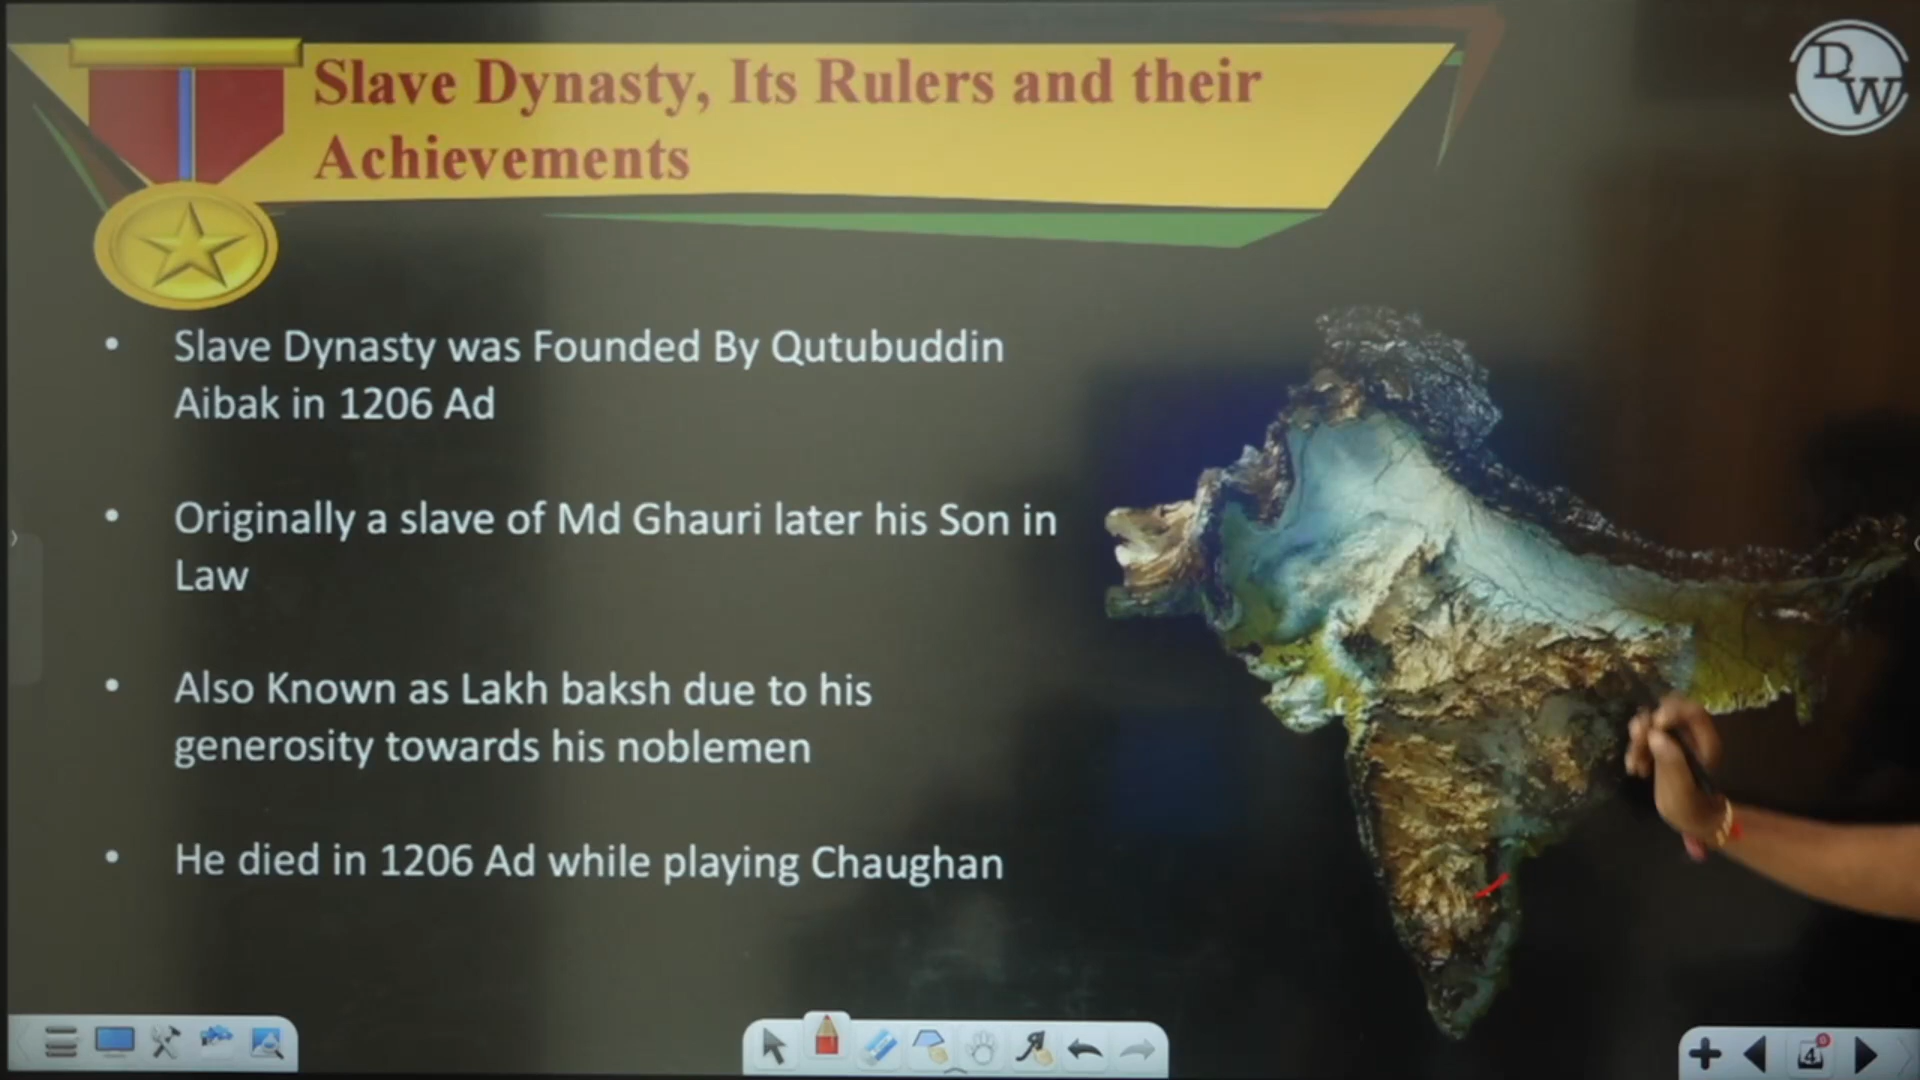 Slave Dynasty, Its Rulers and their
Achievements
DW
• Slave Dynasty was Founded By Qutubuddin
Aibak in 1206 Ad
• Originally a slave of Md Ghauri later his Son in
Law
• Also Known as Lakh baksh due to his
generosity towards his noblemen
• He died in 1206 Ad while playing Chaughan
4